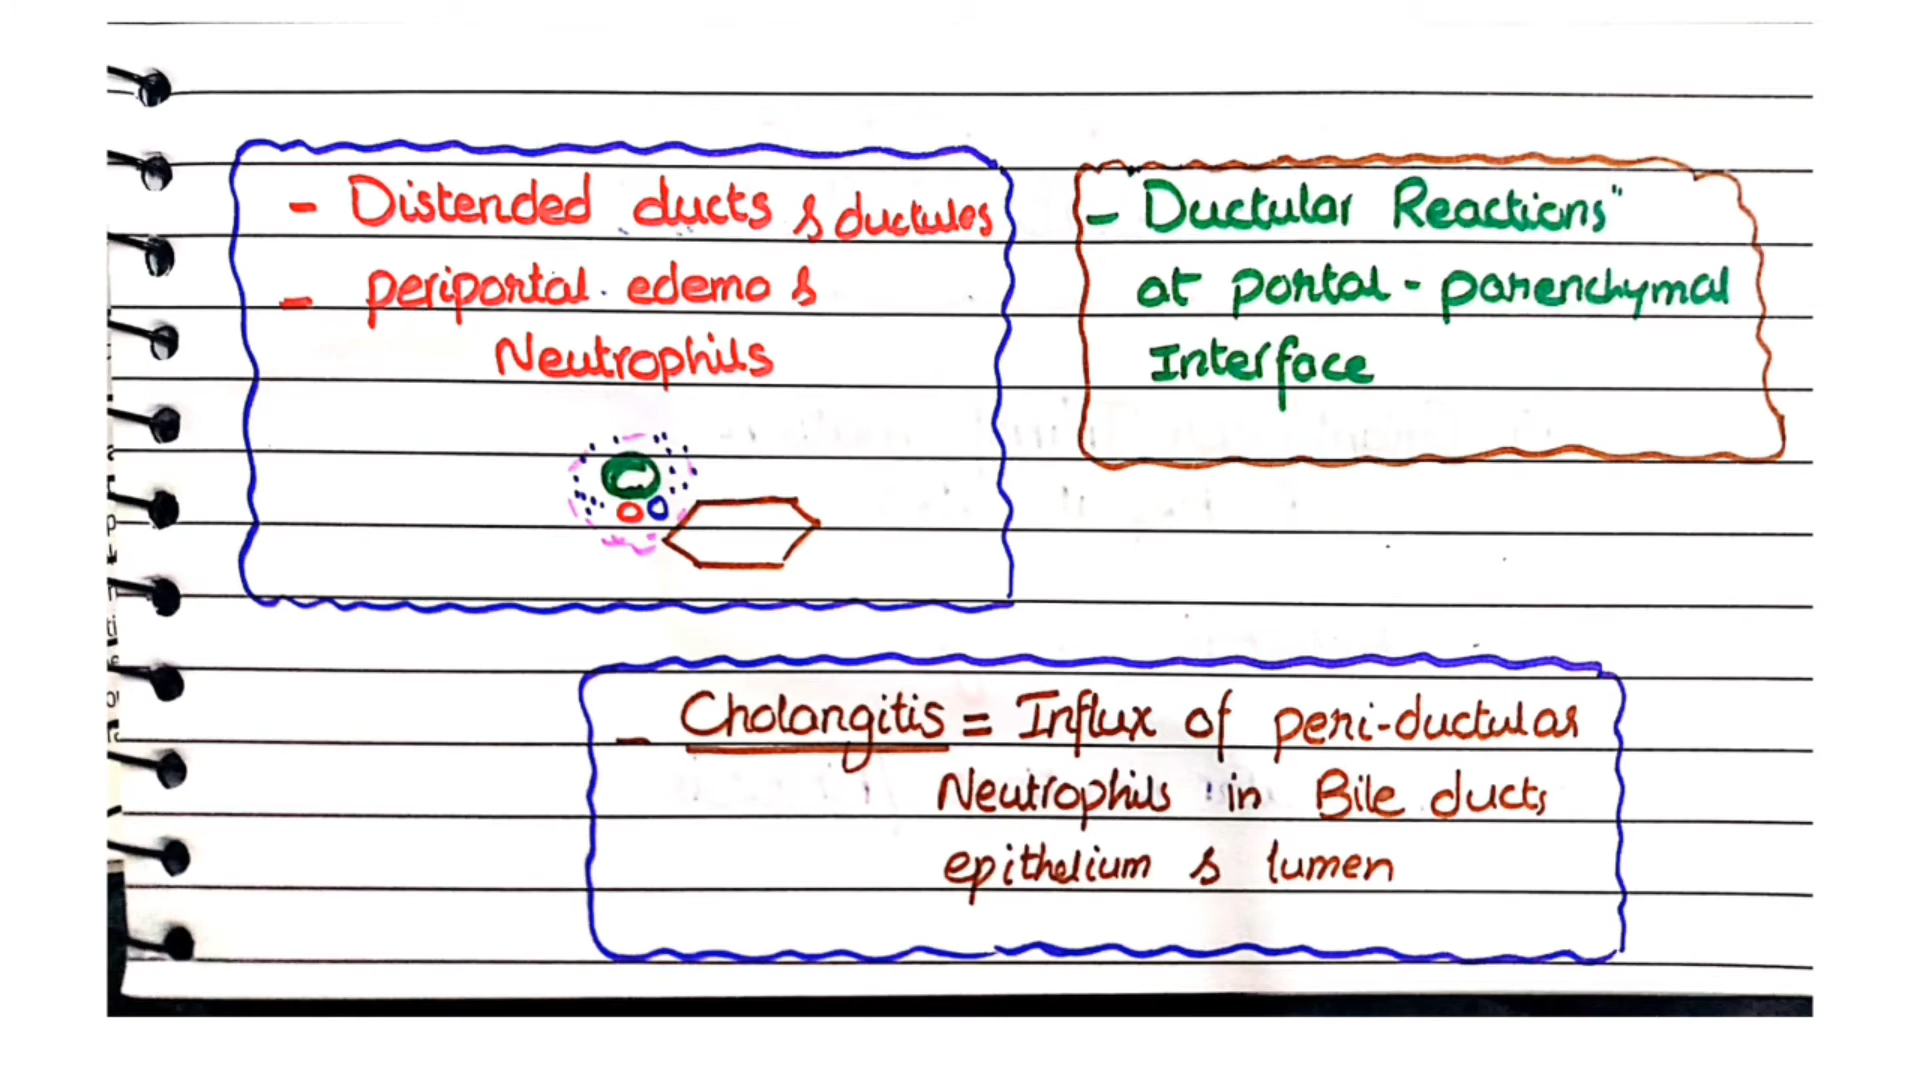 - Distended ducts & ductules
- periportal edema &
Neutrophils
- Ductular Reactions"
at portal - parenchymal
Interface
- Cholangitis = Influx of peri-ductular
Neutrophils in Bile ducts
epithelium & lumen